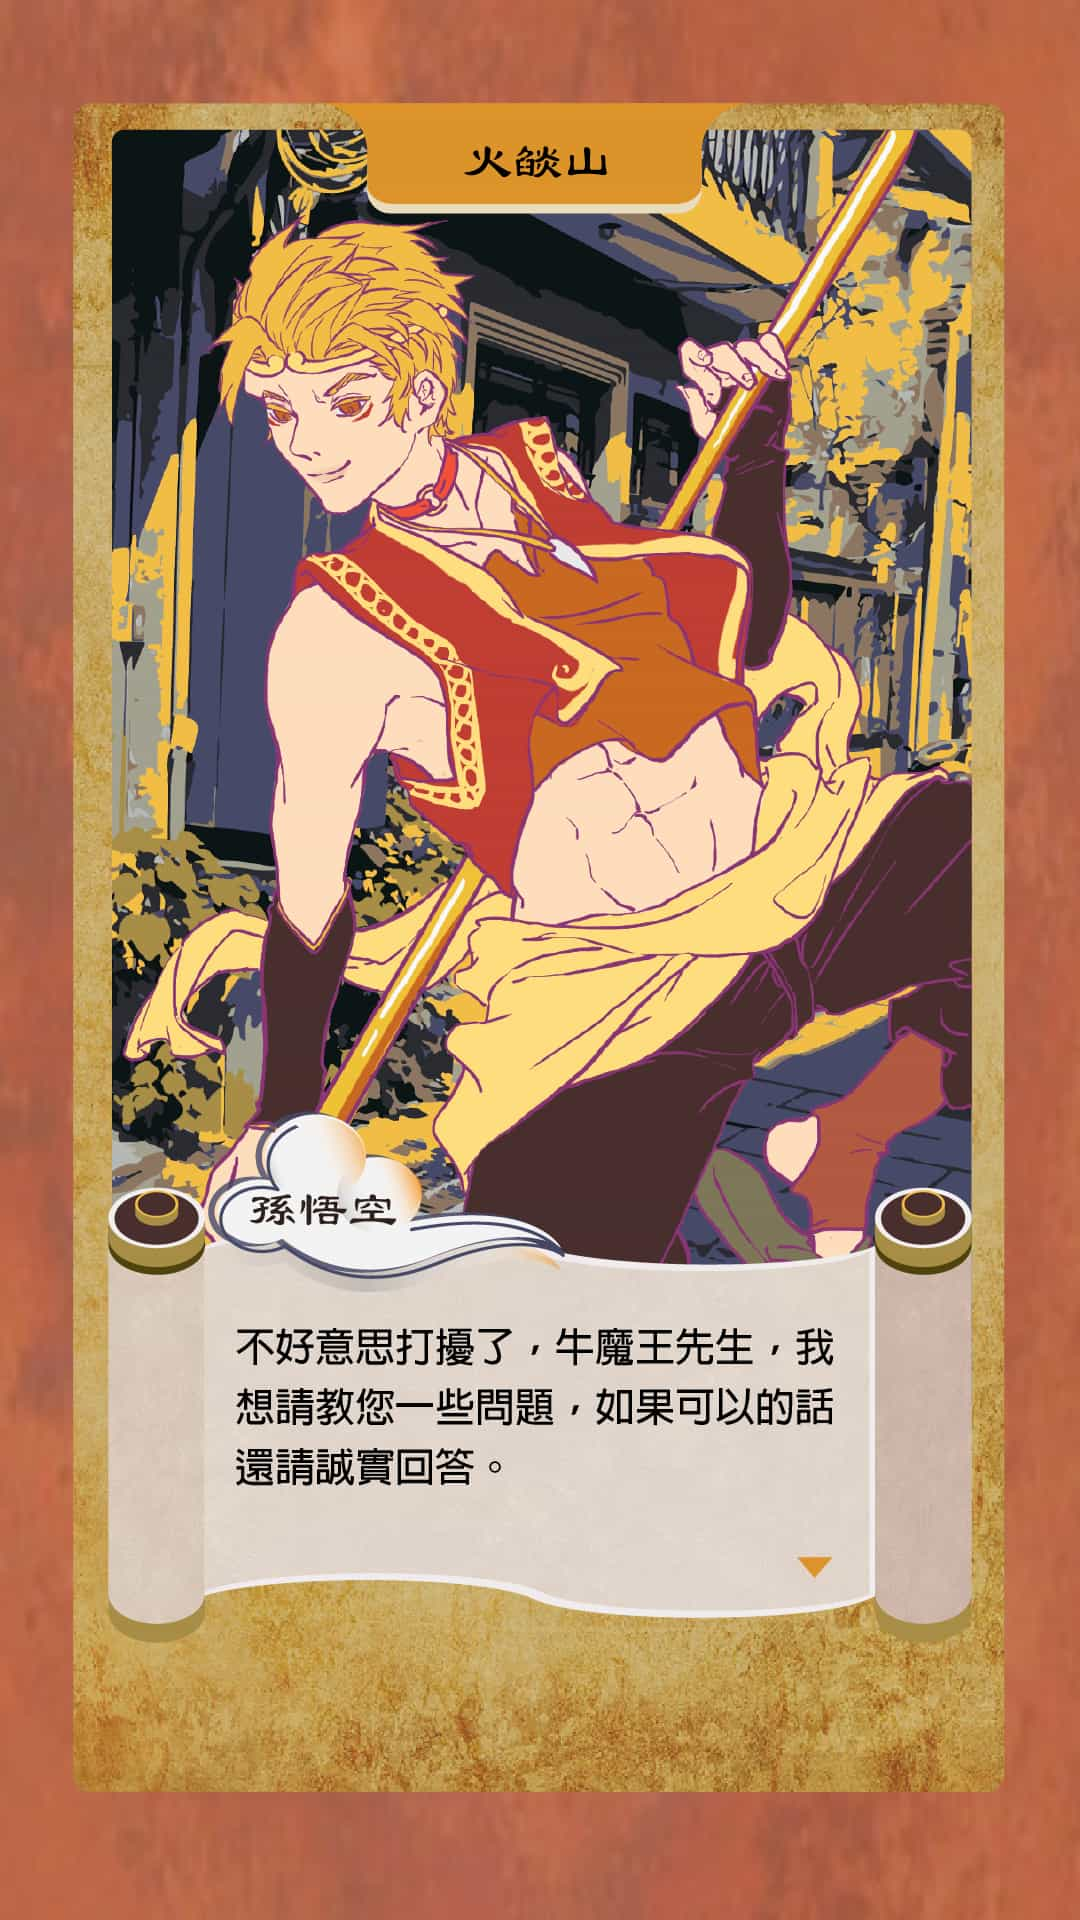 火燄山
孫悟空
不好意思打擾了，牛魔王先生，我
想請教您一些問題，如果可以的話
還請誠實回答。